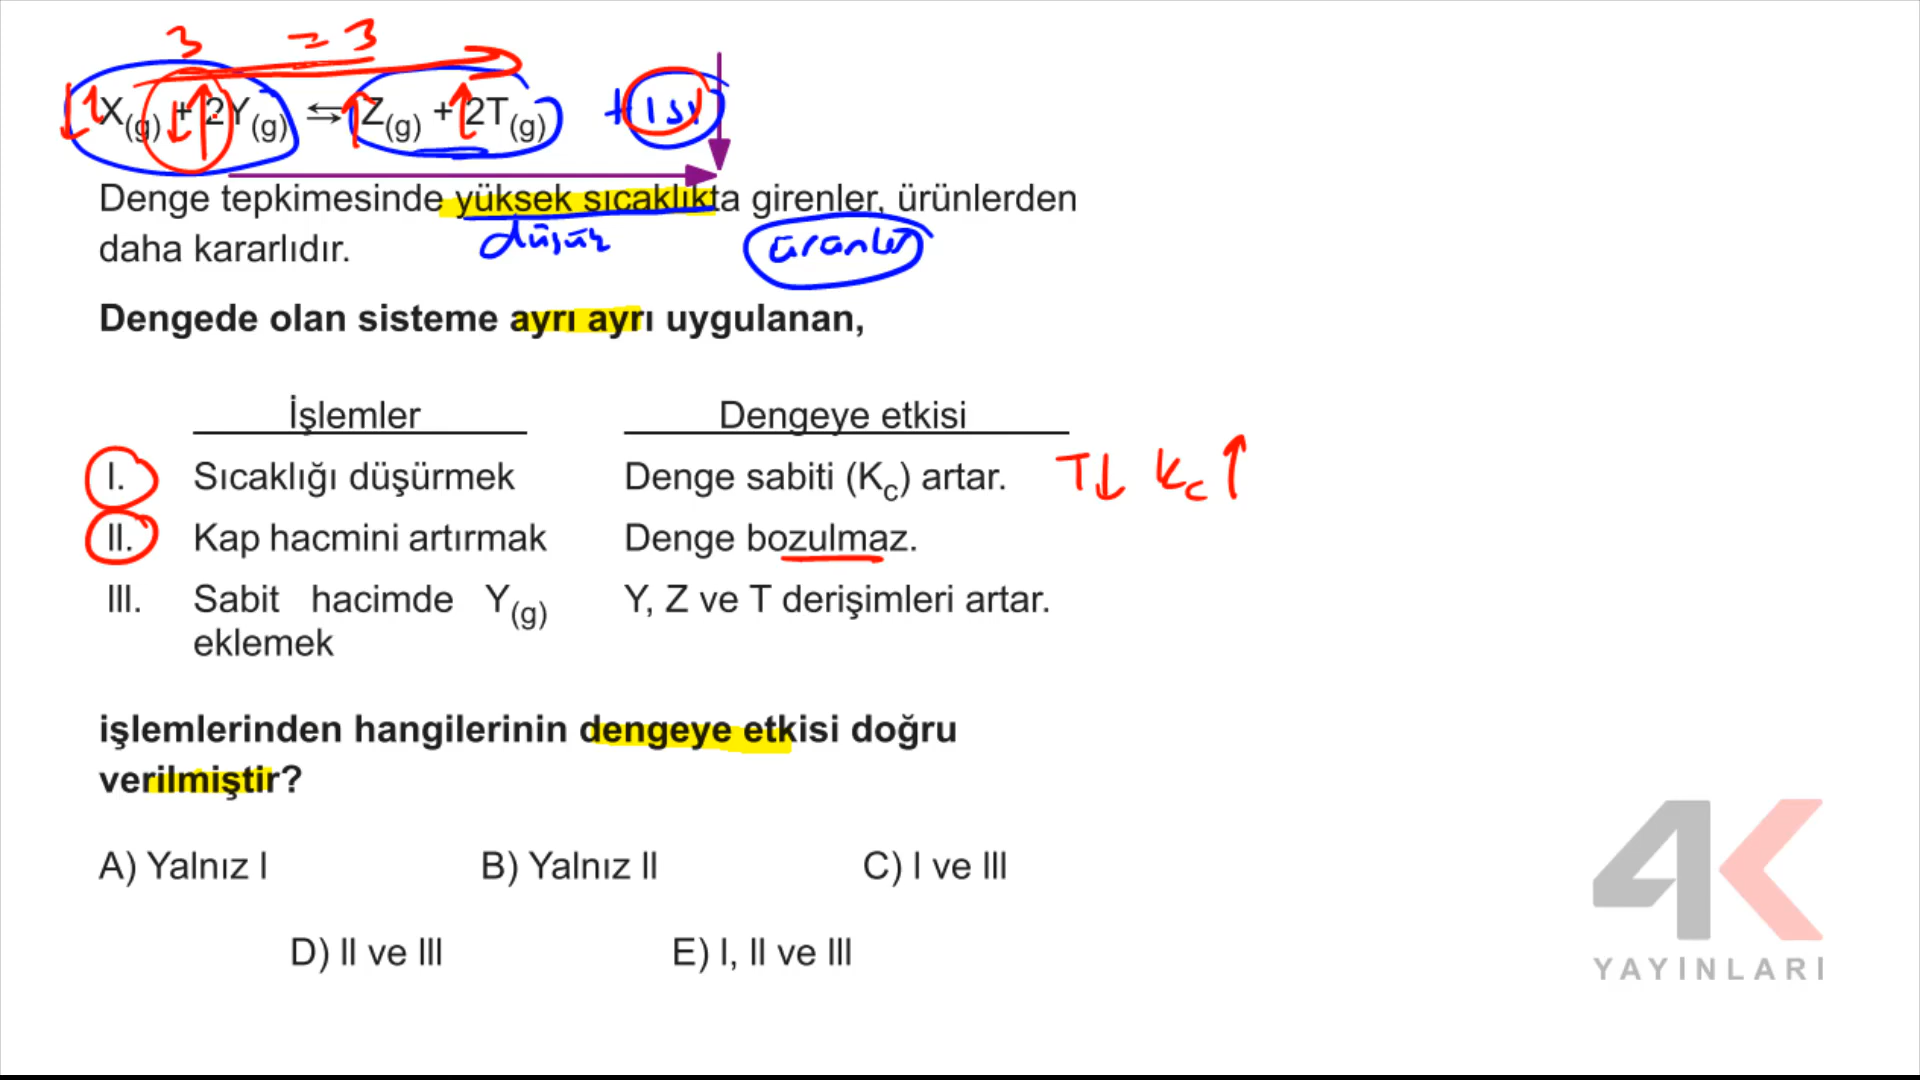 3 = 3
X(g) + 2Y(g) ⇆ Z(g) + 2T(g) + ısı
Denge tepkimesinde yüksek sıcaklıkta girenler, ürünlerden
düşük ürünler
daha kararlıdır.
Dengede olan sisteme ayrı ayrı uygulanan,
İşlemler Dengeye etkisi
I. Sıcaklığı düşürmek Denge sabiti (Kc) artar. T↓ Kc↑
II. Kap hacmini artırmak Denge bozulmaz.
III. Sabit hacimde Y(g) Y, Z ve T derişimleri artar.
eklemek
işlemlerinden hangilerinin dengeye etkisi doğru
verilmiştir?
A) Yalnız I B) Yalnız II C) I ve III
D) II ve III E) I, II ve III
4K
YAYINLARI